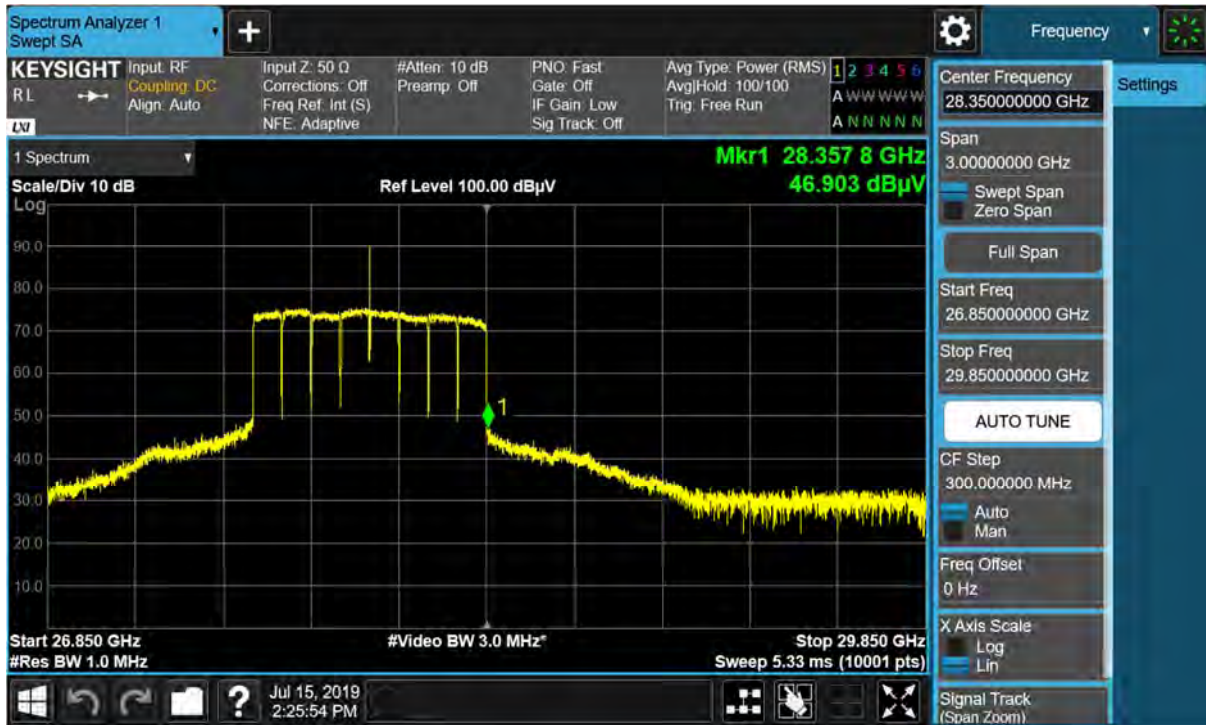 Spectrum Analyzer 1
Swept SA
+
Frequency
KEYSIGHT
RL
LXI
Input: RF
Coupling: DC
Align: Auto
Input Z: 50 Ω
Corrections: Off
Freq Ref: Int (S)
NFE: Adaptive
#Atten: 10 dB
Preamp: Off
PNO: Fast
Gate: Off
IF Gain: Low
Sig Track: Off
Avg Type: Power (RMS)
Avg|Hold: 100/100
Trig: Free Run
1 2 3 4 5 6
A W W W W W
A N N N N N
1 Spectrum
Scale/Div 10 dB
Log
Ref Level 100.00 dBµV
Mkr1 28.357 8 GHz
46.903 dBµV
90.0
80.0
70.0
60.0
50.0
40.0
30.0
20.0
10.0
1
Start 26.850 GHz
#Res BW 1.0 MHz
#Video BW 3.0 MHz*
Stop 29.850 GHz
Sweep 5.33 ms (10001 pts)
Center Frequency
28.350000000 GHz
Span
3.00000000 GHz
Swept Span
Zero Span
Full Span
Start Freq
26.850000000 GHz
Stop Freq
29.850000000 GHz
AUTO TUNE
CF Step
300.000000 MHz
Auto
Man
Freq Offset
0 Hz
X Axis Scale
Log
Lin
Signal Track
(Span Zoom)
Settings
?
Jul 15, 2019
2:25:54 PM